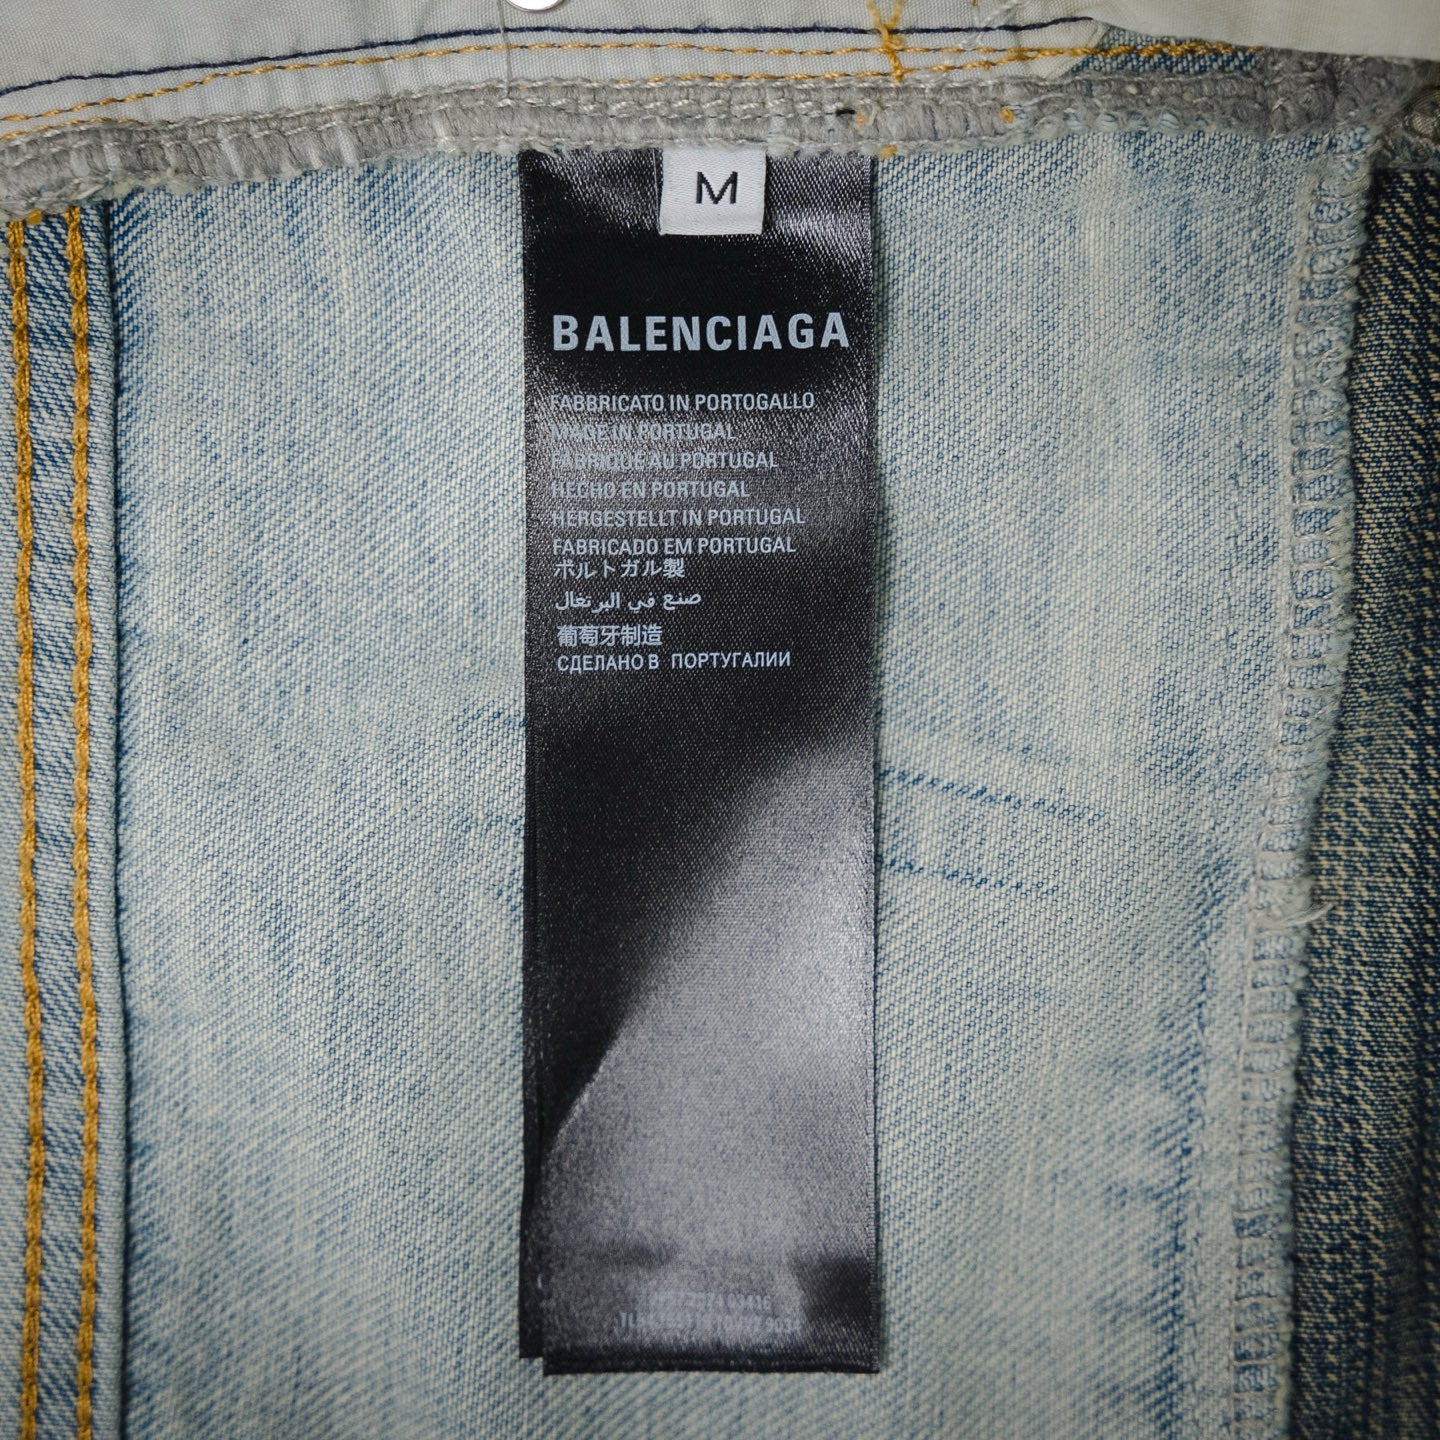 M
BALENCIAGA
FABBRICATO IN PORTOGALLO
MADE IN PORTUGAL
FABRIQUE AU PORTUGAL
HECHO EN PORTUGAL
HERGESTELLT IN PORTUGAL
FABRICADO EM PORTUGAL
ポルトガル製
صنع في البرتغال
葡萄牙制造
СДЕЛАНО В ПОРТУГАЛИИ